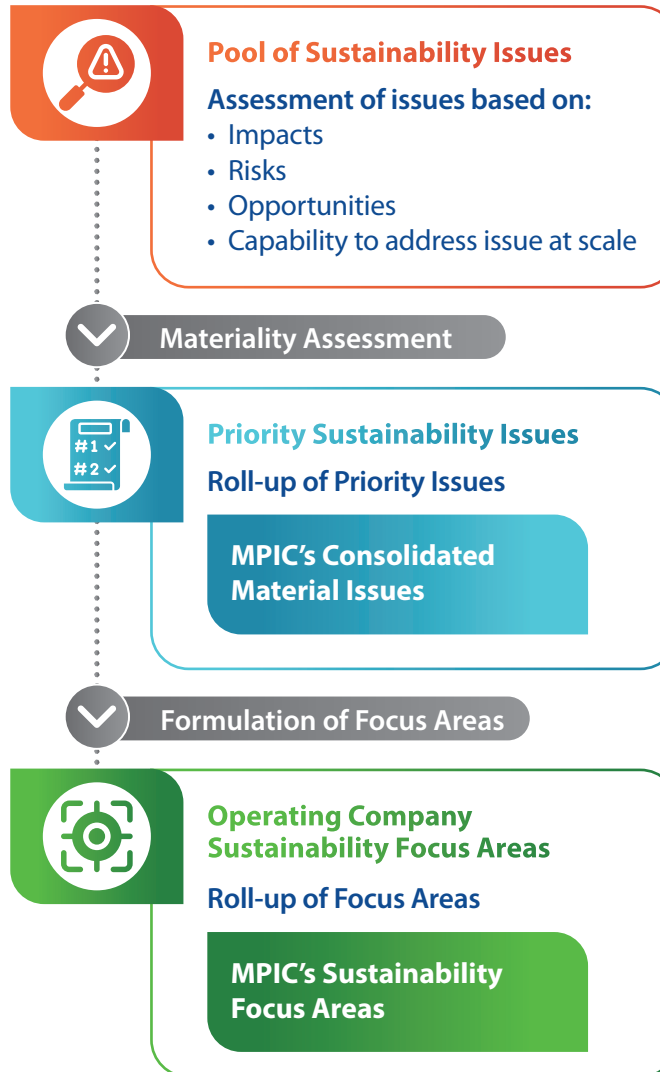 Pool of Sustainability Issues
Assessment of issues based on:
• Impacts
• Risks
• Opportunities
• Capability to address issue at scale
Materiality Assessment
#1
#2
Priority Sustainability Issues
Roll-up of Priority Issues
MPIC's Consolidated
Material Issues
Formulation of Focus Areas
Operating Company
Sustainability Focus Areas
Roll-up of Focus Areas
MPIC's Sustainability
Focus Areas